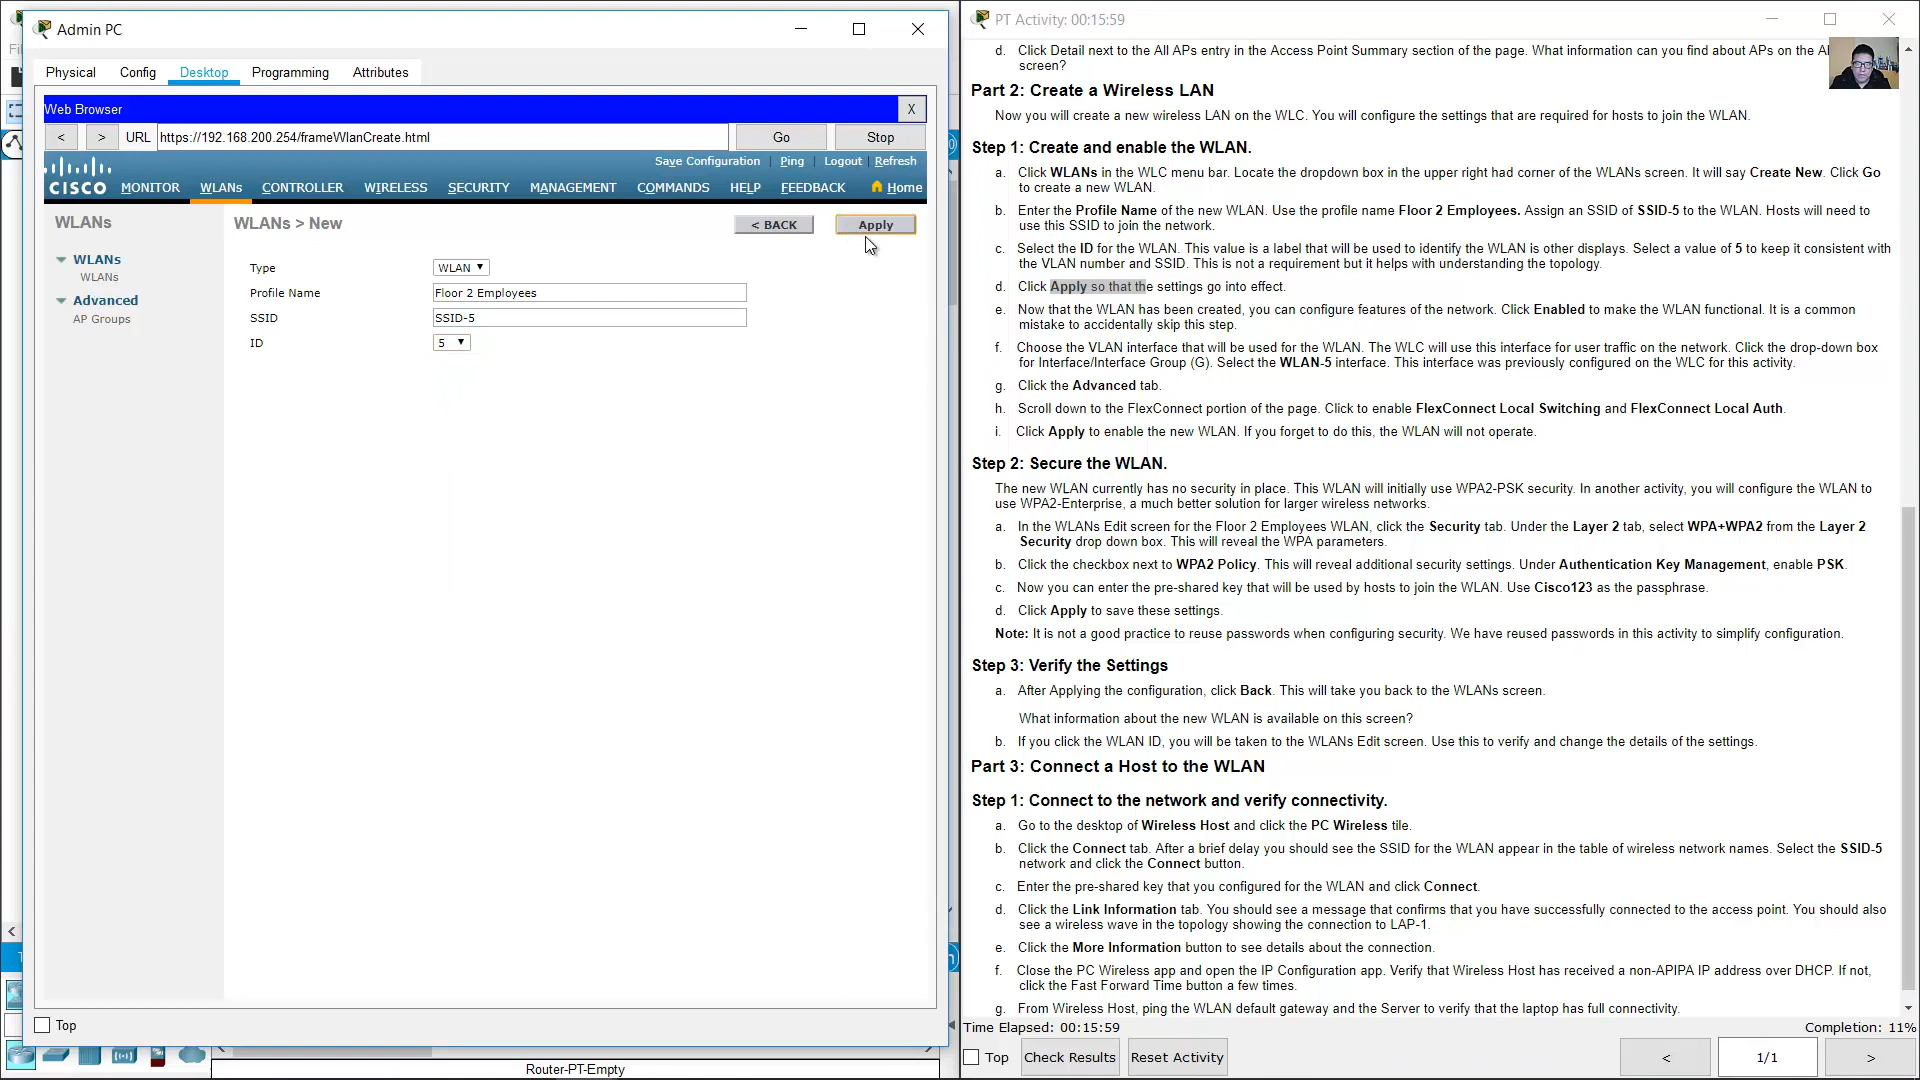 Admin PC
Physical
Config
Desktop
Programming
Attributes
Web Browser
X
<
>
URL
https://192.168.200.254/frameWlanCreate.html
Go
Stop
Save Configuration
Ping
Logout
Refresh
CISCO
MONITOR
WLANs
CONTROLLER
WIRELESS
SECURITY
MANAGEMENT
COMMANDS
HELP
FEEDBACK
Home
WLANs
WLANs > New
< BACK
Apply
WLANs
WLANs
Advanced
AP Groups
Type
WLAN
Profile Name
Floor 2 Employees
SSID
SSID-5
ID
5
Top
Router-PT-Empty
PT Activity: 00:15:59
d. Click Detail next to the All APs entry in the Access Point Summary section of the page. What information can you find about APs on the Al
screen?
Part 2: Create a Wireless LAN
Now you will create a new wireless LAN on the WLC. You will configure the settings that are required for hosts to join the WLAN.
Step 1: Create and enable the WLAN.
a. Click WLANs in the WLC menu bar. Locate the dropdown box in the upper right had corner of the WLANs screen. It will say Create New. Click Go
to create a new WLAN.
b. Enter the Profile Name of the new WLAN. Use the profile name Floor 2 Employees. Assign an SSID of SSID-5 to the WLAN. Hosts will need to
use this SSID to join the network.
c. Select the ID for the WLAN. This value is a label that will be used to identify the WLAN is other displays. Select a value of 5 to keep it consistent with
the VLAN number and SSID. This is not a requirement but it helps with understanding the topology.
d. Click Apply so that the settings go into effect.
e. Now that the WLAN has been created, you can configure features of the network. Click Enabled to make the WLAN functional. It is a common
mistake to accidentally skip this step.
f. Choose the VLAN interface that will be used for the WLAN. The WLC will use this interface for user traffic on the network. Click the drop-down box
for Interface/Interface Group (G). Select the WLAN-5 interface. This interface was previously configured on the WLC for this activity.
g. Click the Advanced tab.
h. Scroll down to the FlexConnect portion of the page. Click to enable FlexConnect Local Switching and FlexConnect Local Auth.
i. Click Apply to enable the new WLAN. If you forget to do this, the WLAN will not operate.
Step 2: Secure the WLAN.
The new WLAN currently has no security in place. This WLAN will initially use WPA2-PSK security. In another activity, you will configure the WLAN to
use WPA2-Enterprise, a much better solution for larger wireless networks.
a. In the WLANs Edit screen for the Floor 2 Employees WLAN, click the Security tab. Under the Layer 2 tab, select WPA+WPA2 from the Layer 2
Security drop down box. This will reveal the WPA parameters.
b. Click the checkbox next to WPA2 Policy. This will reveal additional security settings. Under Authentication Key Management, enable PSK.
c. Now you can enter the pre-shared key that will be used by hosts to join the WLAN. Use Cisco123 as the passphrase.
d. Click Apply to save these settings.
Note: It is not a good practice to reuse passwords when configuring security. We have reused passwords in this activity to simplify configuration.
Step 3: Verify the Settings
a. After Applying the configuration, click Back. This will take you back to the WLANs screen.
What information about the new WLAN is available on this screen?
b. If you click the WLAN ID, you will be taken to the WLANs Edit screen. Use this to verify and change the details of the settings.
Part 3: Connect a Host to the WLAN
Step 1: Connect to the network and verify connectivity.
a. Go to the desktop of Wireless Host and click the PC Wireless tile.
b. Click the Connect tab. After a brief delay you should see the SSID for the WLAN appear in the table of wireless network names. Select the SSID-5
network and click the Connect button.
c. Enter the pre-shared key that you configured for the WLAN and click Connect.
d. Click the Link Information tab. You should see a message that confirms that you have successfully connected to the access point. You should also
see a wireless wave in the topology showing the connection to LAP-1.
e. Click the More Information button to see details about the connection.
f. Close the PC Wireless app and open the IP Configuration app. Verify that Wireless Host has received a non-APIPA IP address over DHCP. If not,
click the Fast Forward Time button a few times.
g. From Wireless Host, ping the WLAN default gateway and the Server to verify that the laptop has full connectivity.
Time Elapsed: 00:15:59
Completion: 11%
Top
Check Results
Reset Activity
<
1/1
>